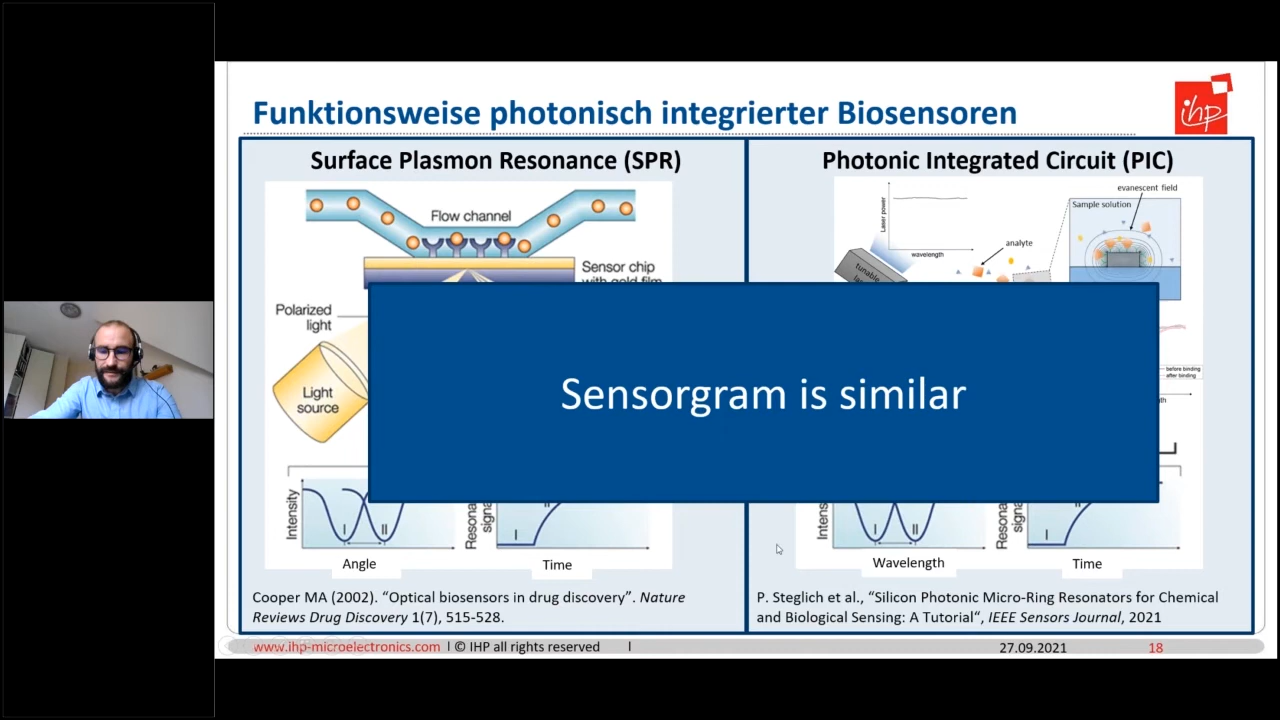 Funktionsweise photonisch integrierter Biosensoren
ihp
Surface Plasmon Resonance (SPR)
Flow channel
Sensor chip
with gold film
Polarized
light
Light
source
Intensity
I
II
Angle
I
Time
Cooper MA (2002). “Optical biosensors in drug discovery”. Nature
Reviews Drug Discovery 1(7), 515-528.
Photonic Integrated Circuit (PIC)
evanescent field
Sample solution
Laser power
wavelength
analyte
tunable
before binding
after binding
Sensorgram is similar
I
II
Wavelength
I
Time
P. Steglich et al., “Silicon Photonic Micro-Ring Resonators for Chemical
and Biological Sensing: A Tutorial“, IEEE Sensors Journal, 2021
www.ihp-microelectronics.com I © IHP all rights reserved I 27.09.2021 18